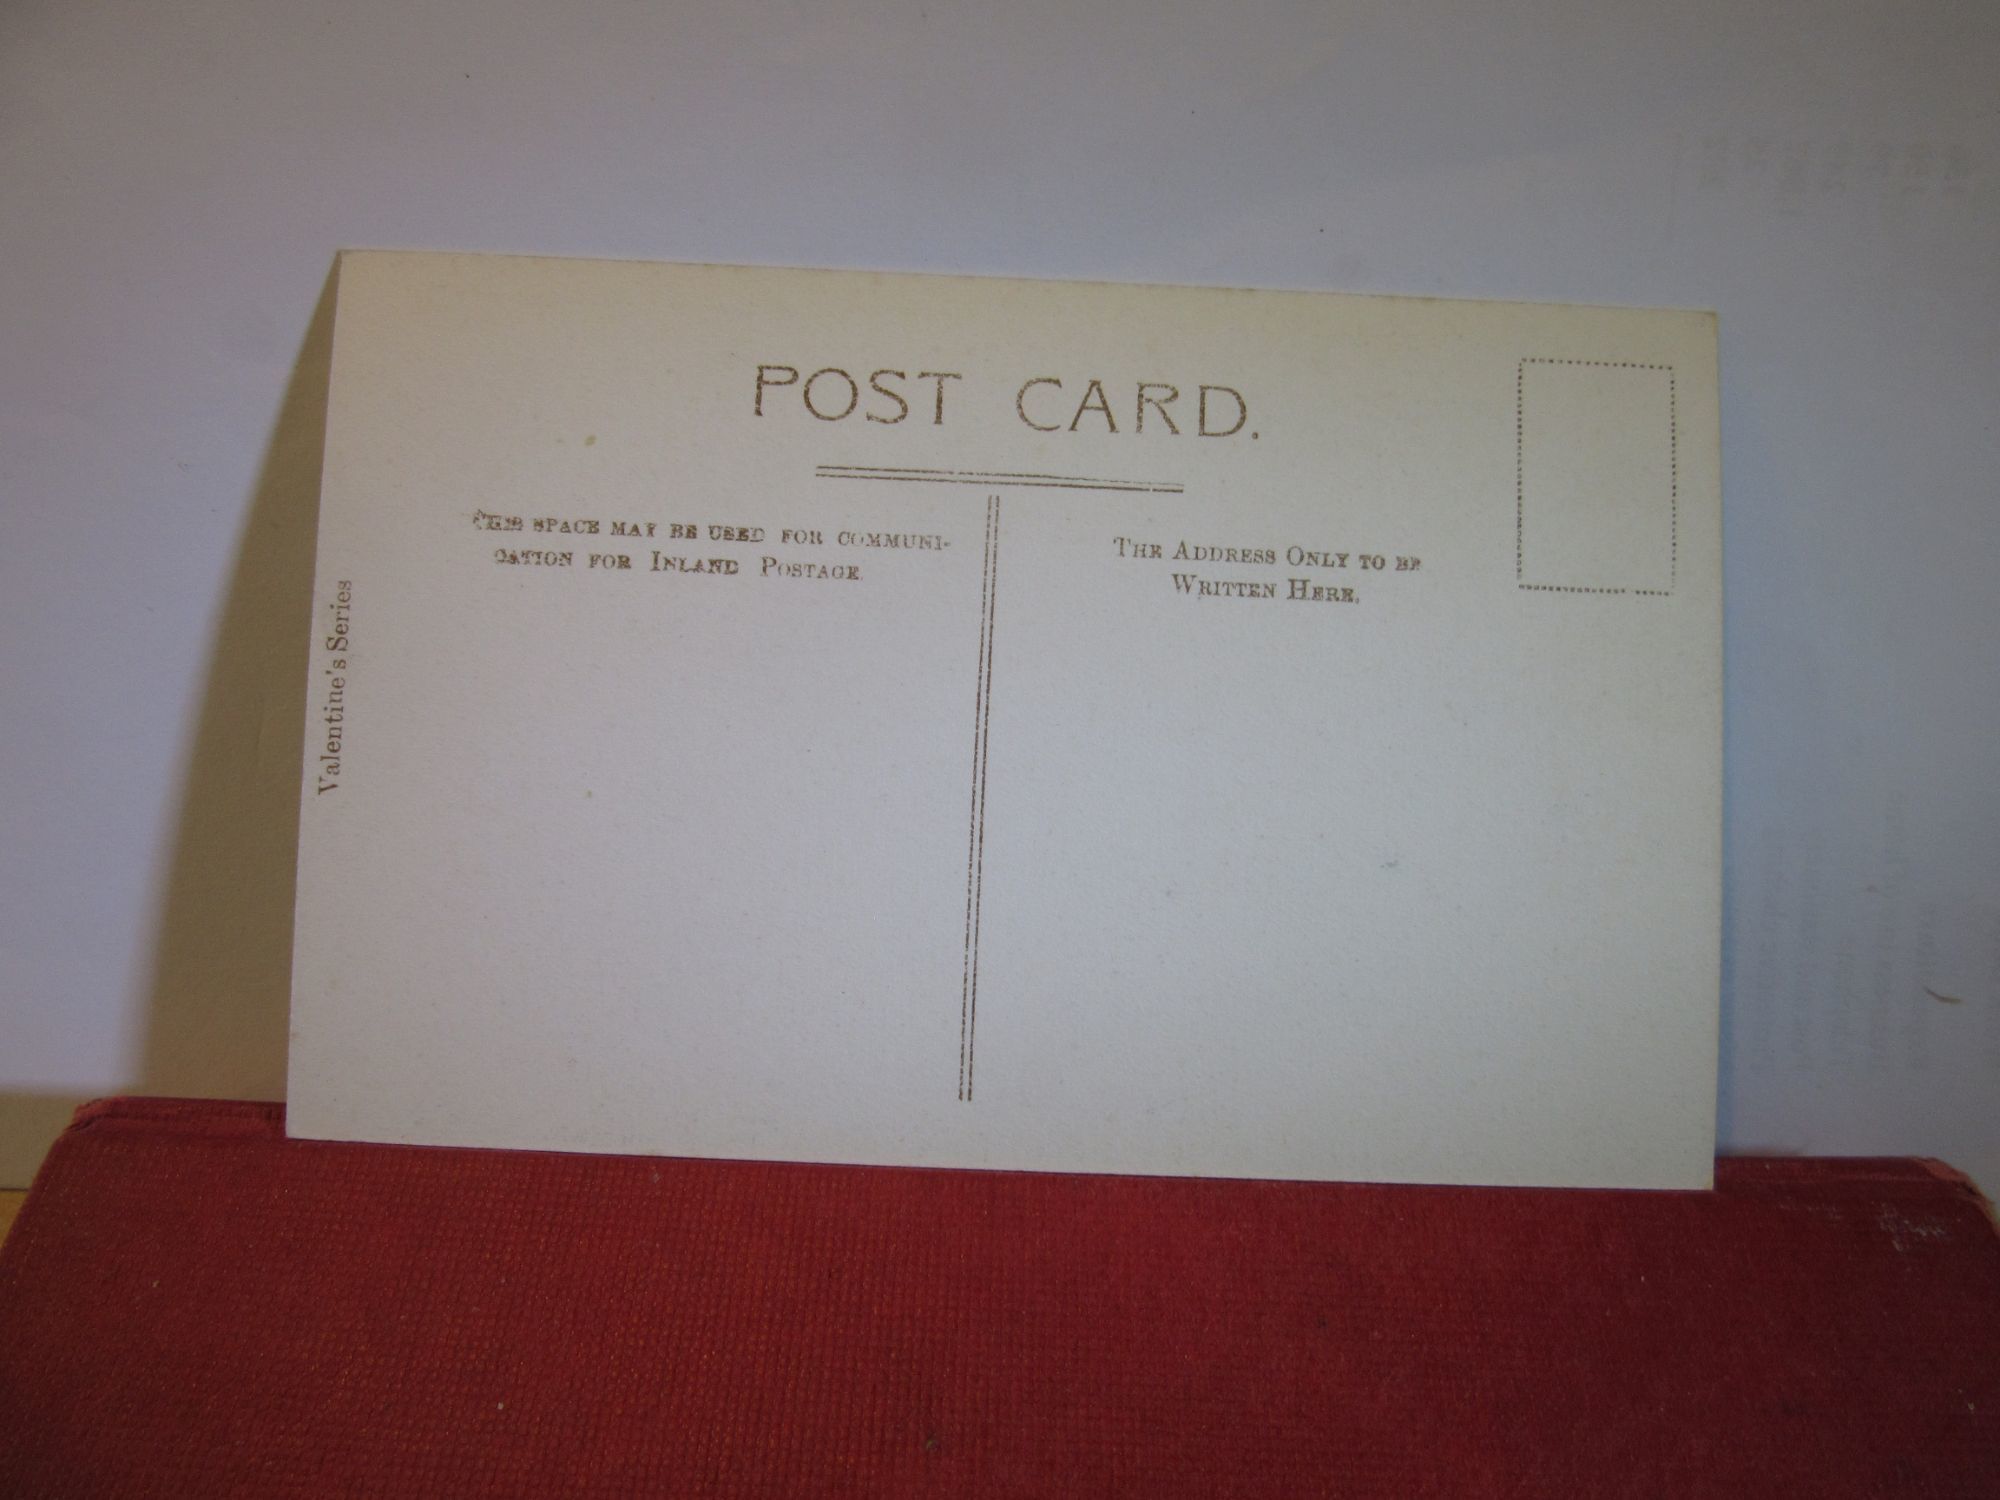 POST CARD.
THIS SPACE MAY BE USED FOR COMMUNI-
CATION FOR INLAND POSTAGE.
THE ADDRESS ONLY TO BE
WRITTEN HERE.
Valentine's Series